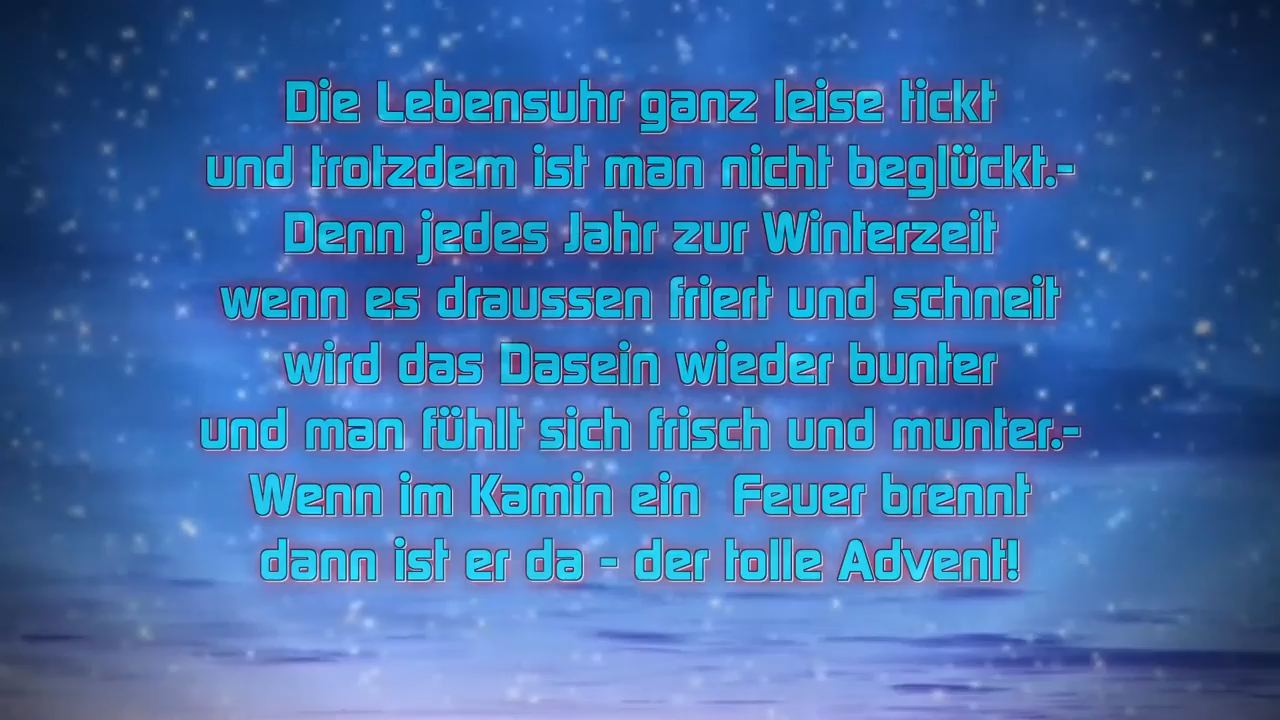 Die Lebensuhr ganz leise tickt
und trotzdem ist man nicht beglückt.-
Denn jedes Jahr zur Winterzeit
wenn es draussen friert und schneit
wird das Dasein wieder bunter
und man fühlt sich frisch und munter.-
Wenn im Kamin ein  Feuer brennt
dann ist er da - der tolle Advent!